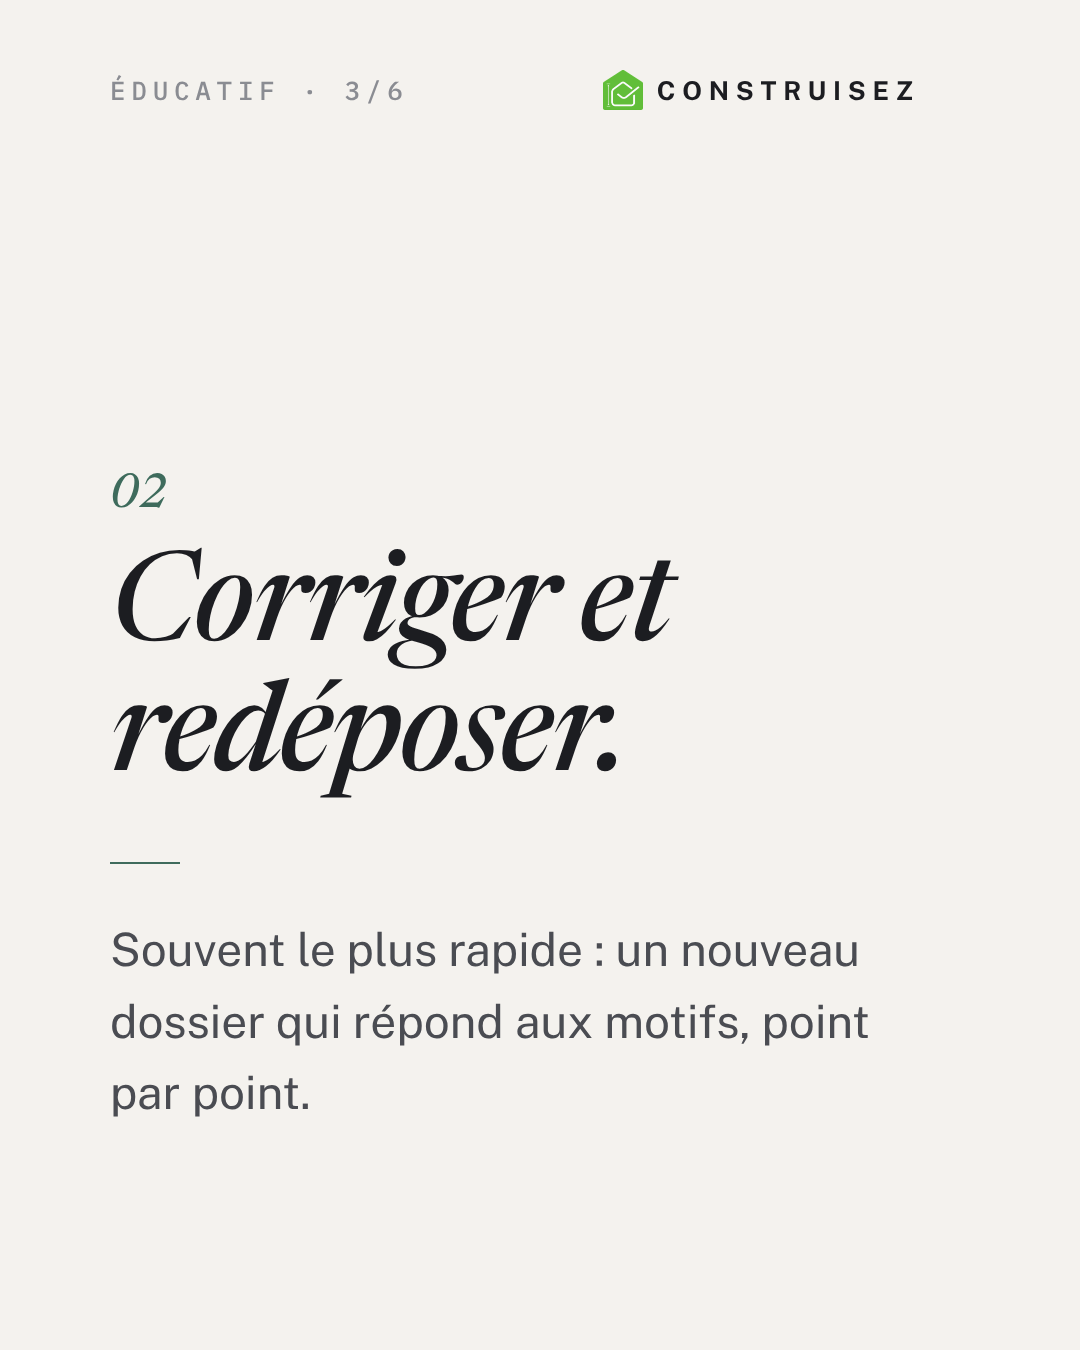 ÉDUCATIF · 3/6
CONSTRUISEZ
02
Corriger et
redéposer.
Souvent le plus rapide : un nouveau
dossier qui répond aux motifs, point
par point.